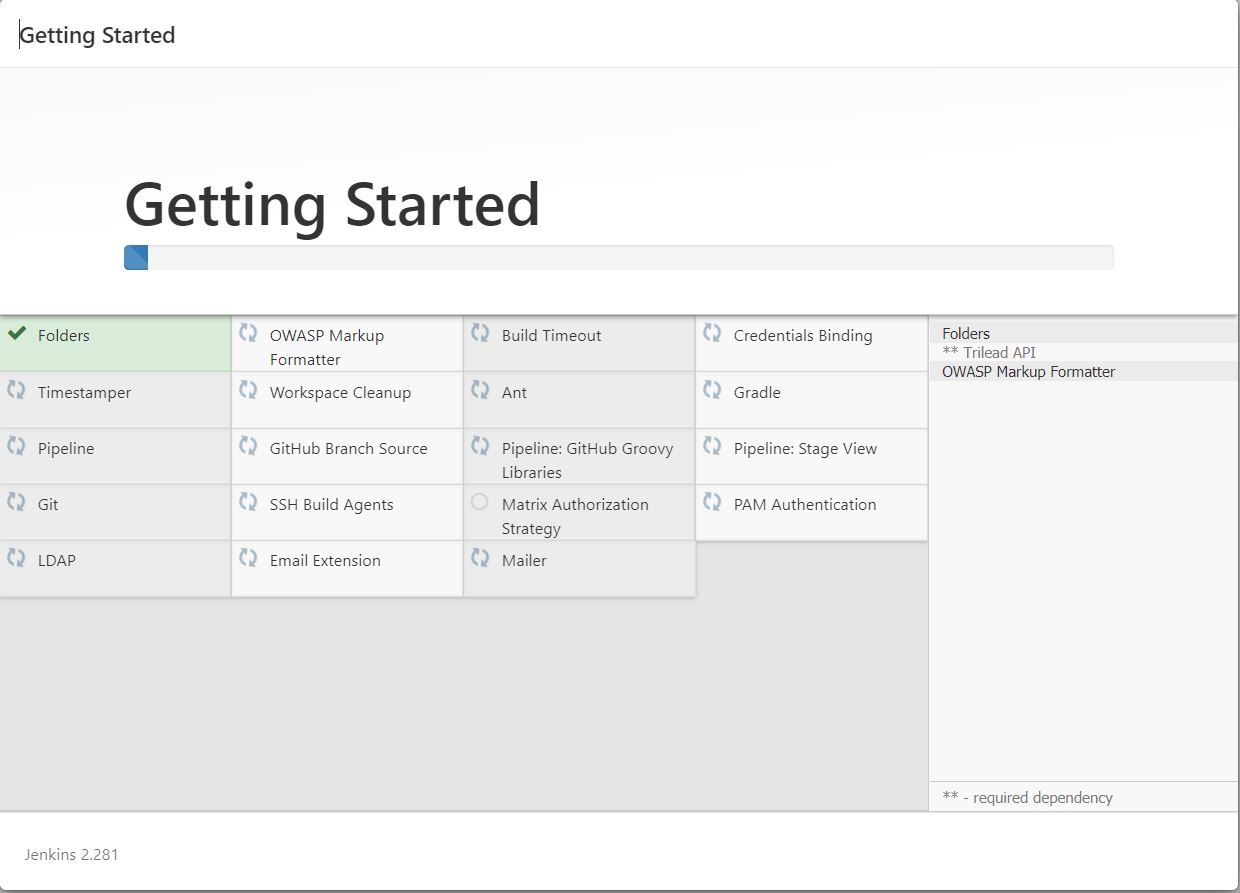 Getting Started
Getting Started
Folders
OWASP Markup
Formatter
Build Timeout
Credentials Binding
Timestamper
Workspace Cleanup
Ant
Gradle
Pipeline
GitHub Branch Source
Pipeline: GitHub Groovy
Libraries
Pipeline: Stage View
Git
SSH Build Agents
Matrix Authorization
Strategy
PAM Authentication
LDAP
Email Extension
Mailer
Folders
** Trilead API
OWASP Markup Formatter
** - required dependency
Jenkins 2.281